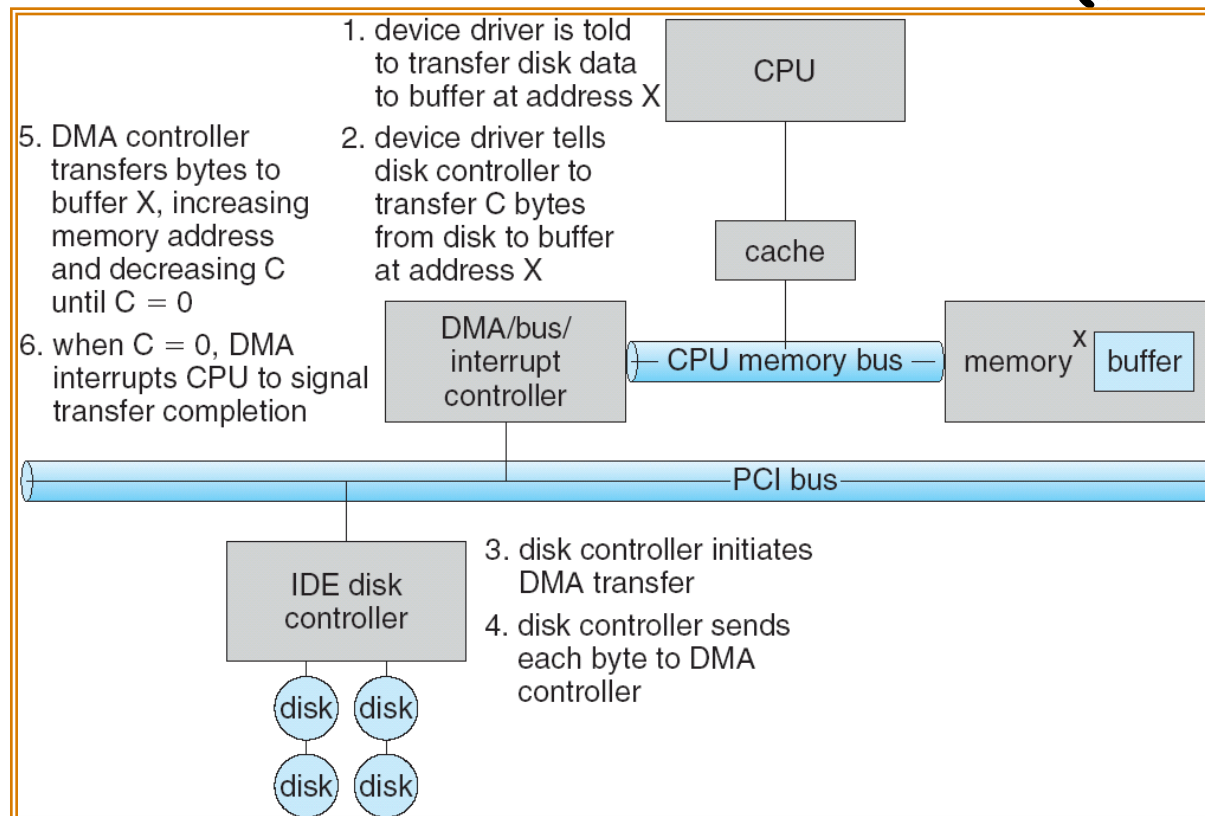 1. device driver is told
to transfer disk data
to buffer at address X
CPU
5. DMA controller
transfers bytes to
buffer X, increasing
memory address
and decreasing C
until C = 0
2. device driver tells
disk controller to
transfer C bytes
from disk to buffer
at address X
cache
6. when C = 0, DMA
interrupts CPU to signal
transfer completion
DMA/bus/
interrupt
controller
CPU memory bus
memory
x
buffer
PCI bus
IDE disk
controller
3. disk controller initiates
DMA transfer
4. disk controller sends
each byte to DMA
controller
disk
disk
disk
disk